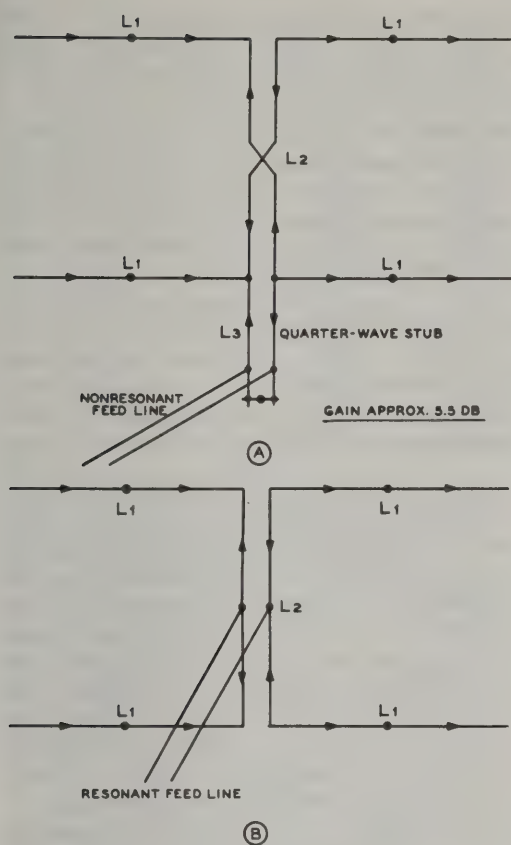 L1
L1
L2
L1
L1
L3
QUARTER-WAVE STUB
NONRESONANT
FEED LINE
GAIN APPROX. 5.5 DB
A
L1
L1
L2
L1
L1
RESONANT FEED LINE
B